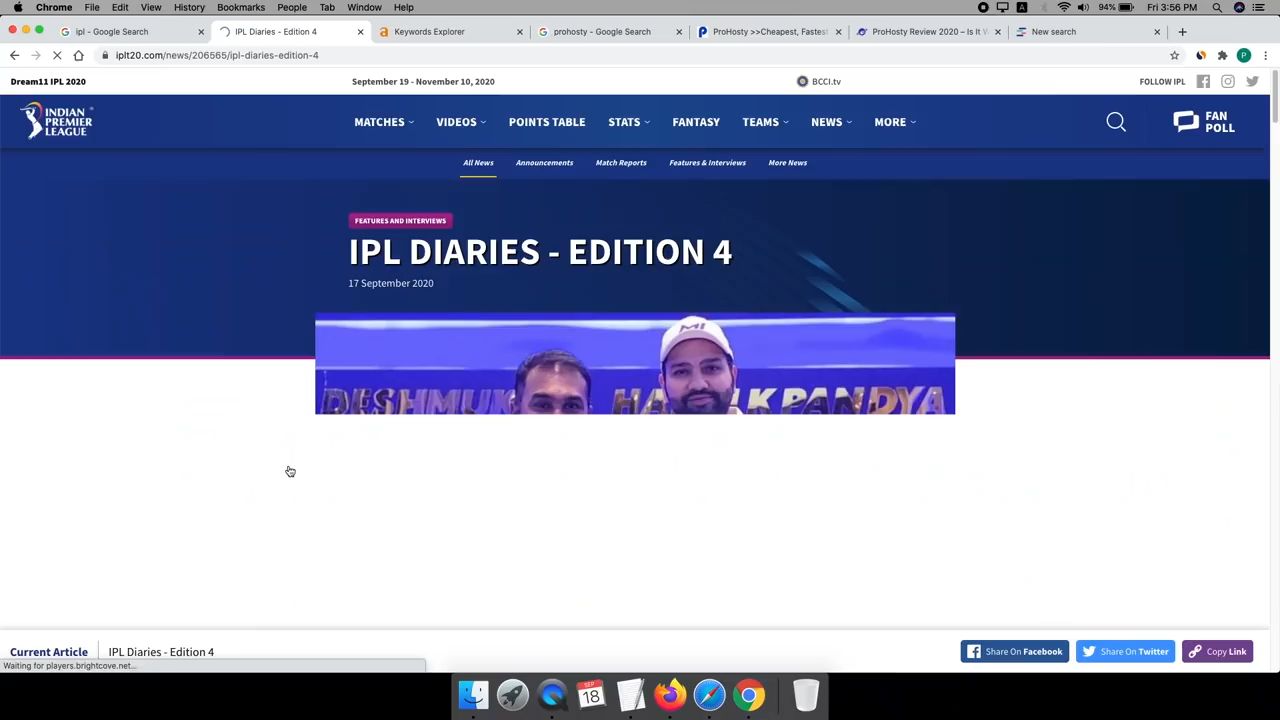 Chrome File Edit View History Bookmarks People Tab Window Help 94% Fri 3:56 PM
ipl - Google Search IPL Diaries - Edition 4 Keywords Explorer prohosty - Google Search ProHosty >>Cheapest, Fastest ProHosty Review 2020 – Is It W New search
iplt20.com/news/206565/ipl-diaries-edition-4
Dream11 IPL 2020 September 19 - November 10, 2020 BCCI.tv FOLLOW IPL
INDIAN PREMIER LEAGUE
MATCHES VIDEOS POINTS TABLE STATS FANTASY TEAMS NEWS MORE FAN POLL
All News Announcements Match Reports Features & Interviews More News
FEATURES AND INTERVIEWS
IPL DIARIES - EDITION 4
17 September 2020
MI
DESHMUK PANDYA
Current Article IPL Diaries - Edition 4 Share On Facebook Share On Twitter Copy Link
Waiting for players.brightcove.net...
SEP
18